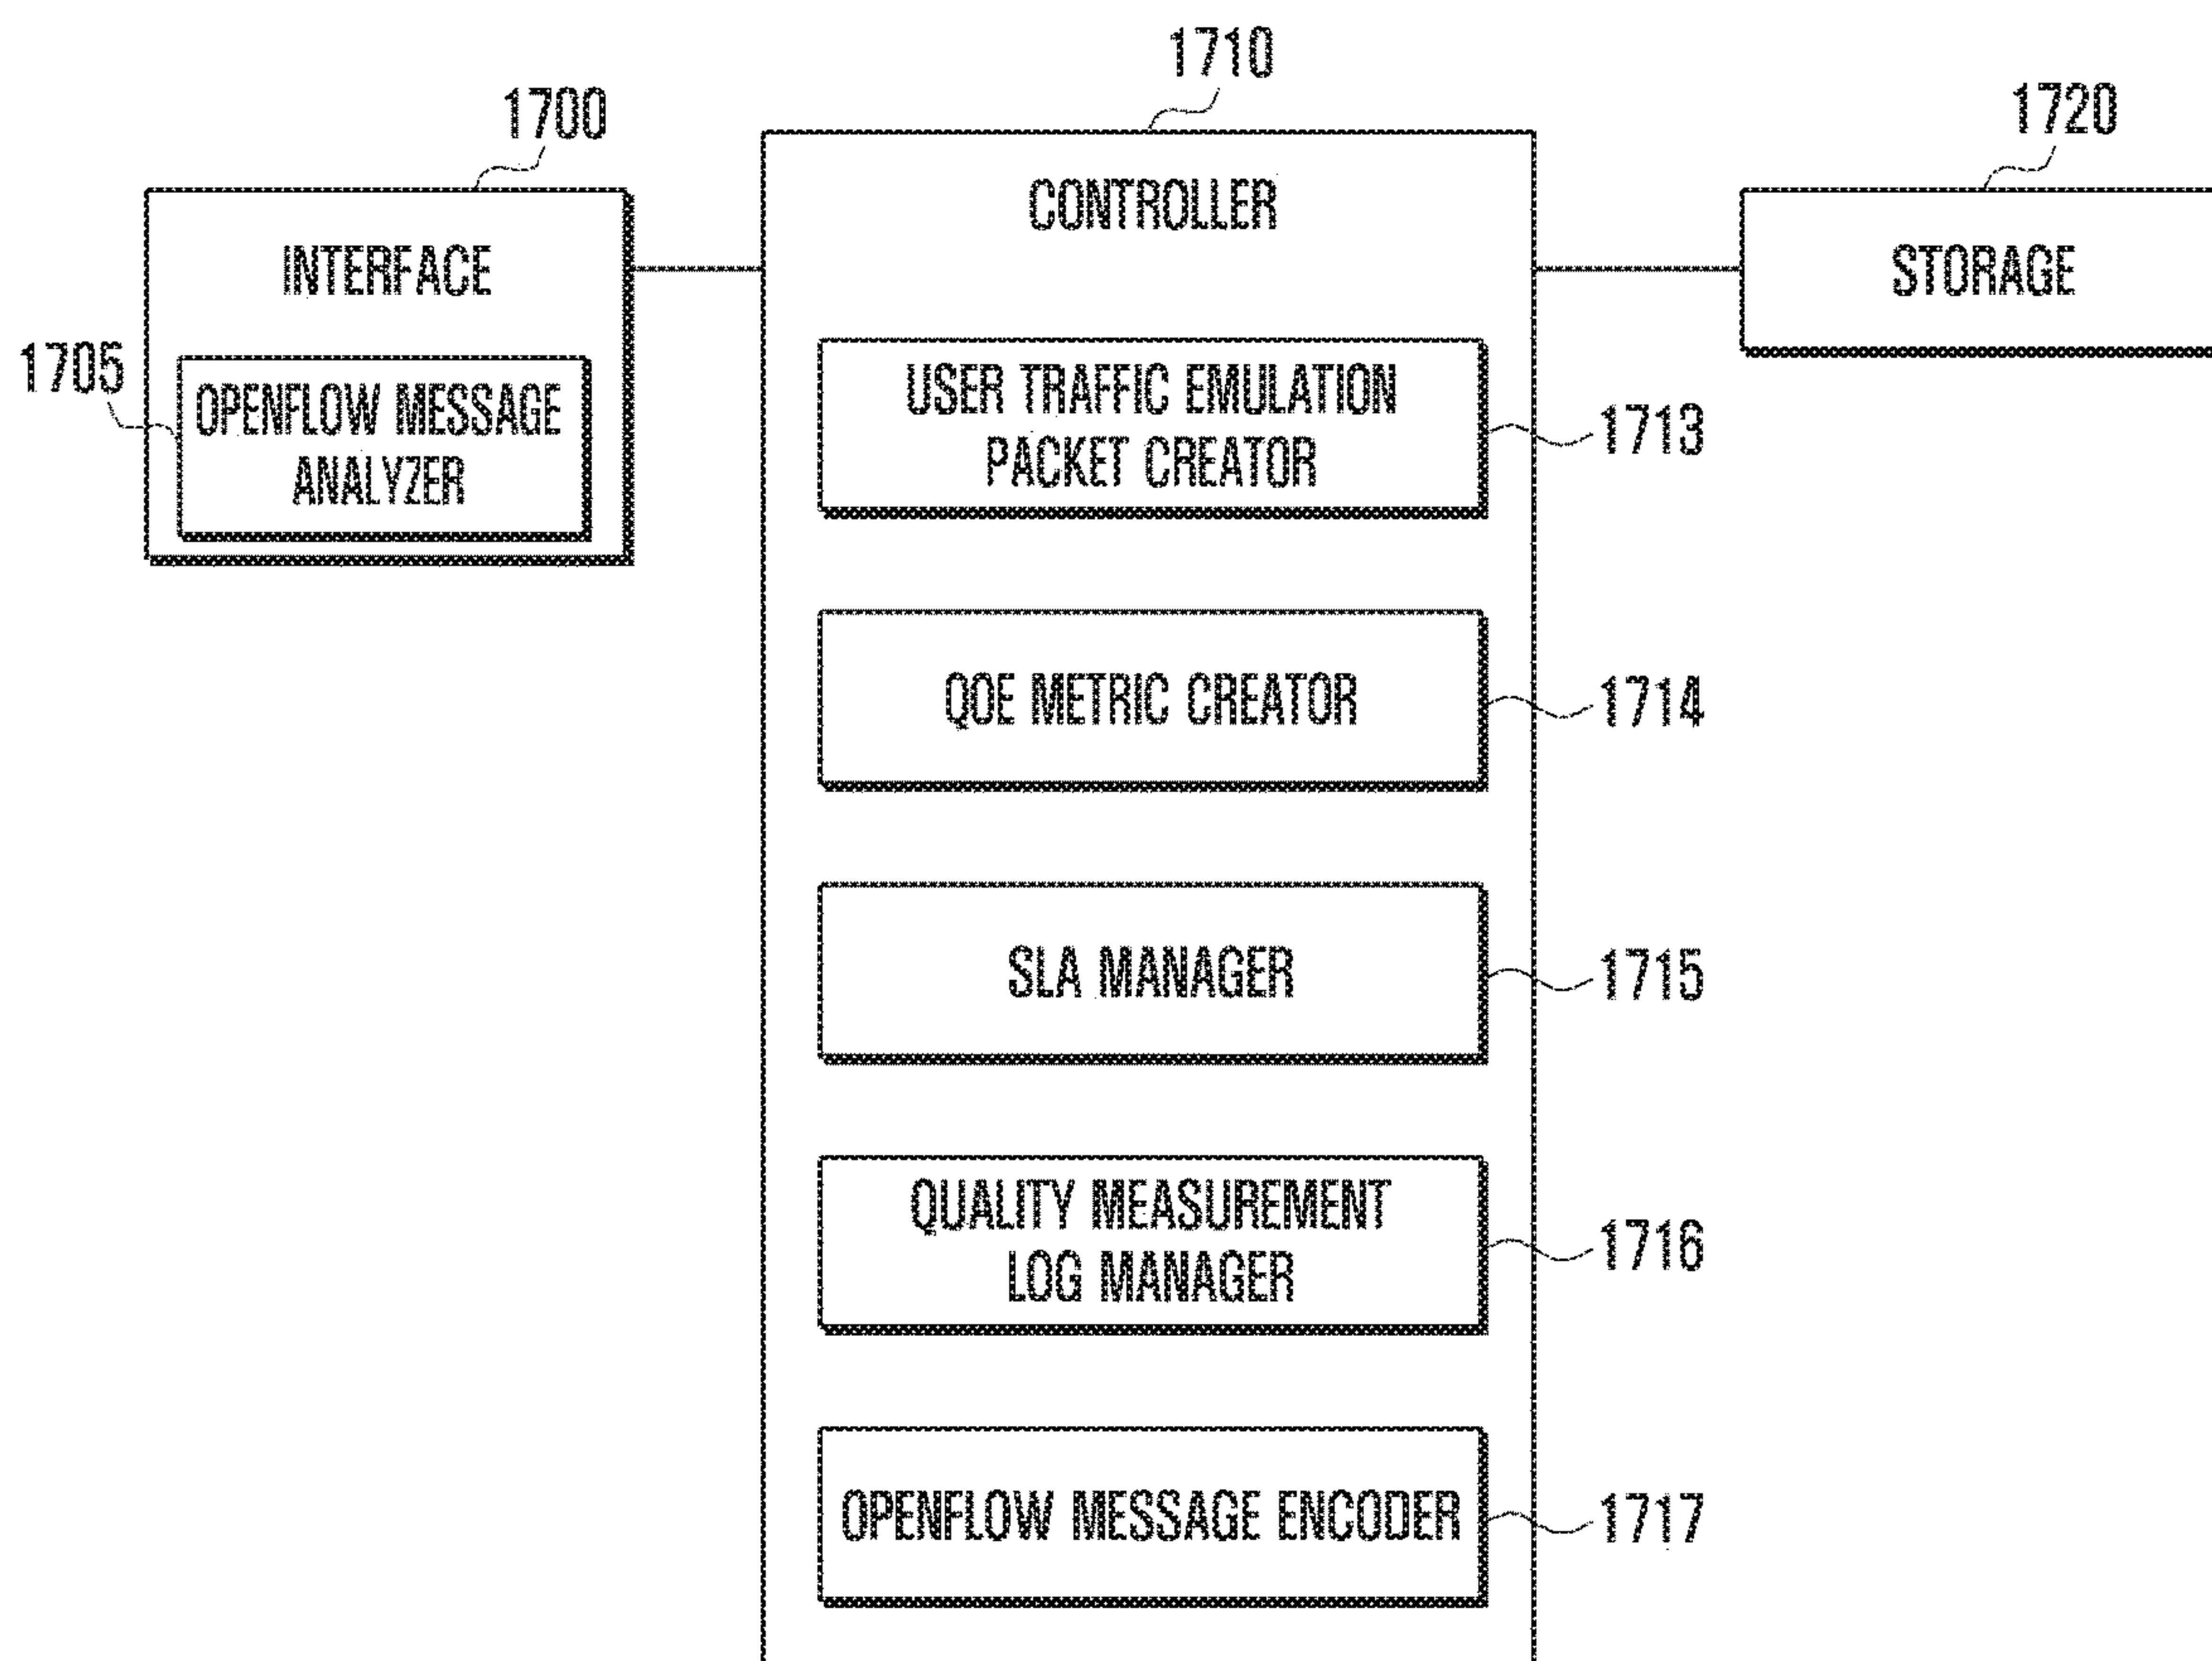 1710
1700
1720
CONTROLLER
INTERFACE
STORAGE
1705
OPENFLOW MESSAGE
ANALYZER
USER TRAFFIC EMULATION
PACKET CREATOR
1713
QOE METRIC CREATOR
1714
SLA MANAGER
1715
QUALITY MEASUREMENT
LOG MANAGER
1716
OPENFLOW MESSAGE ENCODER
1717